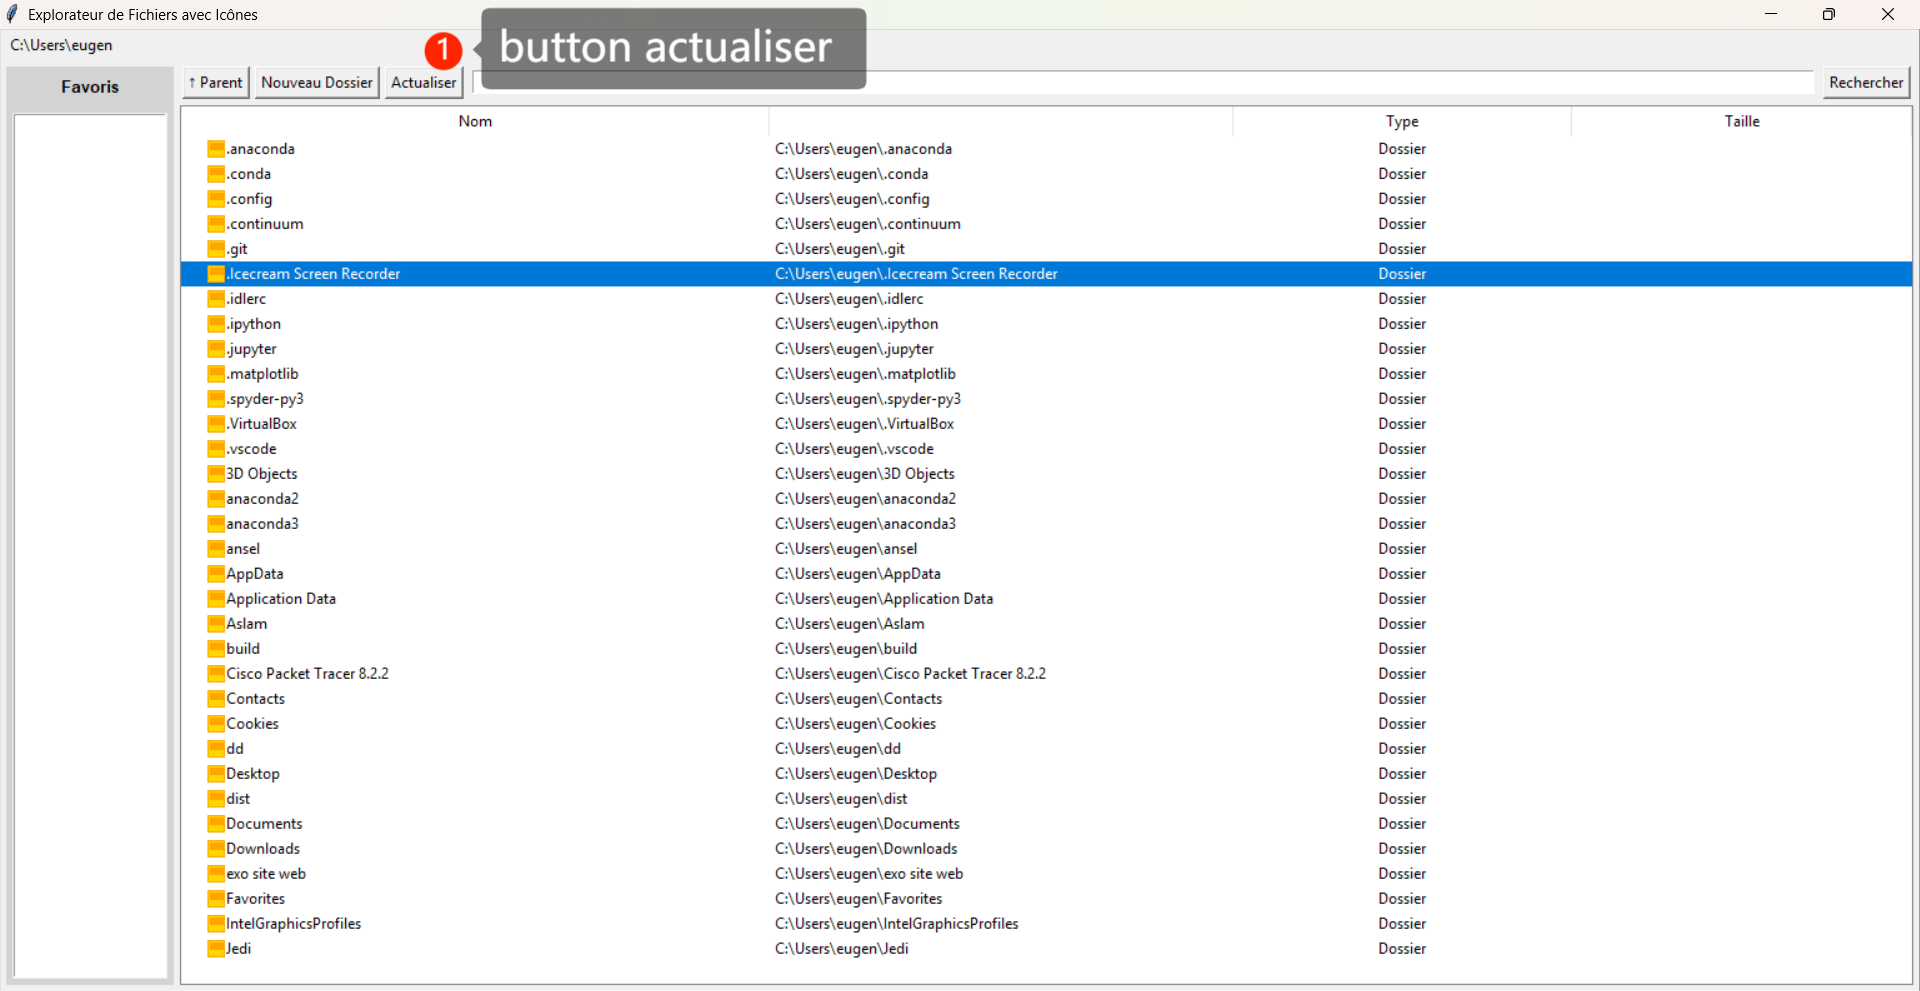 Explorateur de Fichiers avec Icônes
C:\Users\eugen
1 button actualiser
Favoris
↑ Parent Nouveau Dossier Actualiser Rechercher
Nom Type Taille
.anaconda C:\Users\eugen\.anaconda Dossier
.conda C:\Users\eugen\.conda Dossier
.config C:\Users\eugen\.config Dossier
.continuum C:\Users\eugen\.continuum Dossier
.git C:\Users\eugen\.git Dossier
.Icecream Screen Recorder C:\Users\eugen\.Icecream Screen Recorder Dossier
.idlerc C:\Users\eugen\.idlerc Dossier
.ipython C:\Users\eugen\.ipython Dossier
.jupyter C:\Users\eugen\.jupyter Dossier
.matplotlib C:\Users\eugen\.matplotlib Dossier
.spyder-py3 C:\Users\eugen\.spyder-py3 Dossier
.VirtualBox C:\Users\eugen\.VirtualBox Dossier
.vscode C:\Users\eugen\.vscode Dossier
3D Objects C:\Users\eugen\3D Objects Dossier
anaconda2 C:\Users\eugen\anaconda2 Dossier
anaconda3 C:\Users\eugen\anaconda3 Dossier
ansel C:\Users\eugen\ansel Dossier
AppData C:\Users\eugen\AppData Dossier
Application Data C:\Users\eugen\Application Data Dossier
Aslam C:\Users\eugen\Aslam Dossier
build C:\Users\eugen\build Dossier
Cisco Packet Tracer 8.2.2 C:\Users\eugen\Cisco Packet Tracer 8.2.2 Dossier
Contacts C:\Users\eugen\Contacts Dossier
Cookies C:\Users\eugen\Cookies Dossier
dd C:\Users\eugen\dd Dossier
Desktop C:\Users\eugen\Desktop Dossier
dist C:\Users\eugen\dist Dossier
Documents C:\Users\eugen\Documents Dossier
Downloads C:\Users\eugen\Downloads Dossier
exo site web C:\Users\eugen\exo site web Dossier
Favorites C:\Users\eugen\Favorites Dossier
IntelGraphicsProfiles C:\Users\eugen\IntelGraphicsProfiles Dossier
Jedi C:\Users\eugen\Jedi Dossier